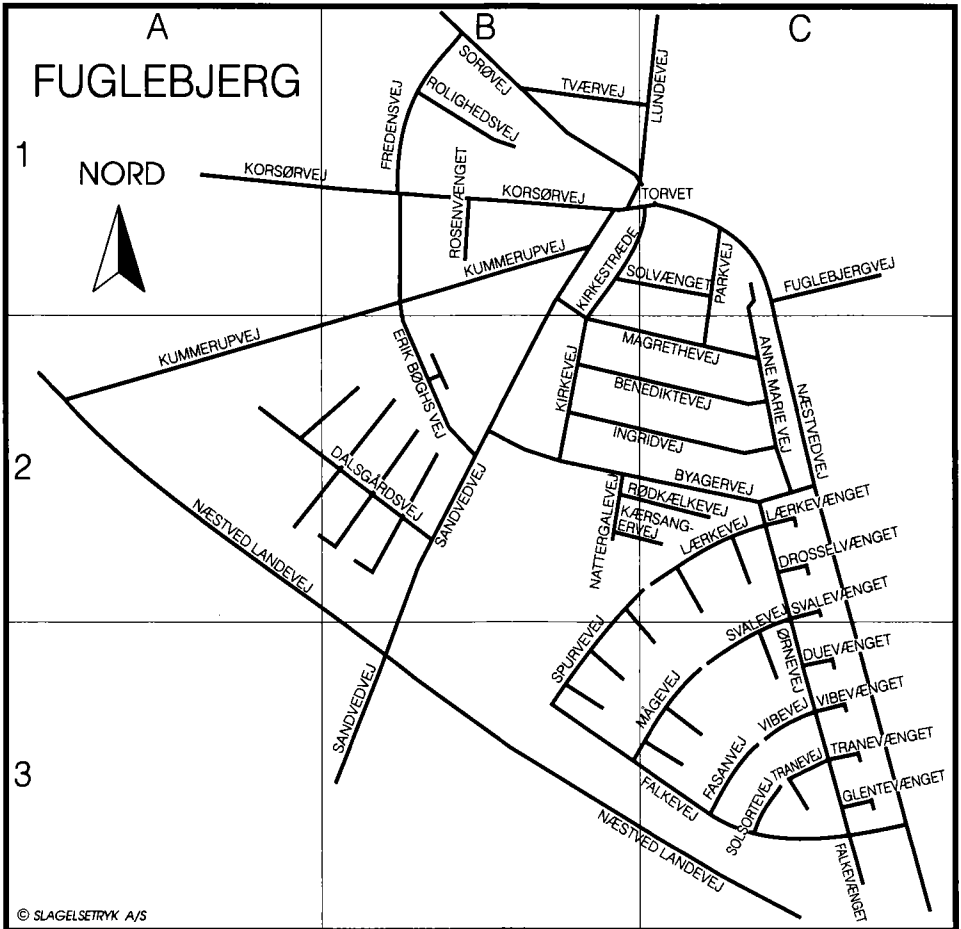 A
B
C
FUGLEBJERG
NORD
1
2
3
SORØVEJ
TVÆRVEJ
LUNDEVEJ
ROLIGHEDSVEJ
FREDENSVEJ
KORSØRVEJ
KORSØRVEJ
ROSENVÆNGET
TORVET
KUMMERUPVEJ
KIRKESTRÆDE
SOLVÆNGET
PARKVEJ
FUGLEBJERGVEJ
KUMMERUPVEJ
ERIK BØGHS VEJ
KIRKEVEJ
MAGRETHEVEJ
ANNE MARIE VEJ
BENEDIKTEVEJ
NÆSTVEDVEJ
INGRIDVEJ
DALSGÅRDSVEJ
SANDVEDVEJ
BYAGERVEJ
NATTERGALEVEJ
RØDKÆLKEVEJ
KÆRSANG-
ERVEJ
LÆRKEVEJ
LÆRKEVÆNGET
NÆSTVED LANDEVEJ
DROSSELVÆNGET
SVALEVEJ
SVALEVÆNGET
SPURVEVEJ
ØRNEVEJ
DUEVÆNGET
MÅGEVEJ
SANDVEDVEJ
VIBEVEJ
VIBEVÆNGET
FASANVEJ
TRANEVEJ
TRANEVÆNGET
FALKEVEJ
SOLSORTEVEJ
GLENTEVÆNGET
NÆSTVED LANDEVEJ
FALKEVÆNGET
© SLAGELSETRYK A/S